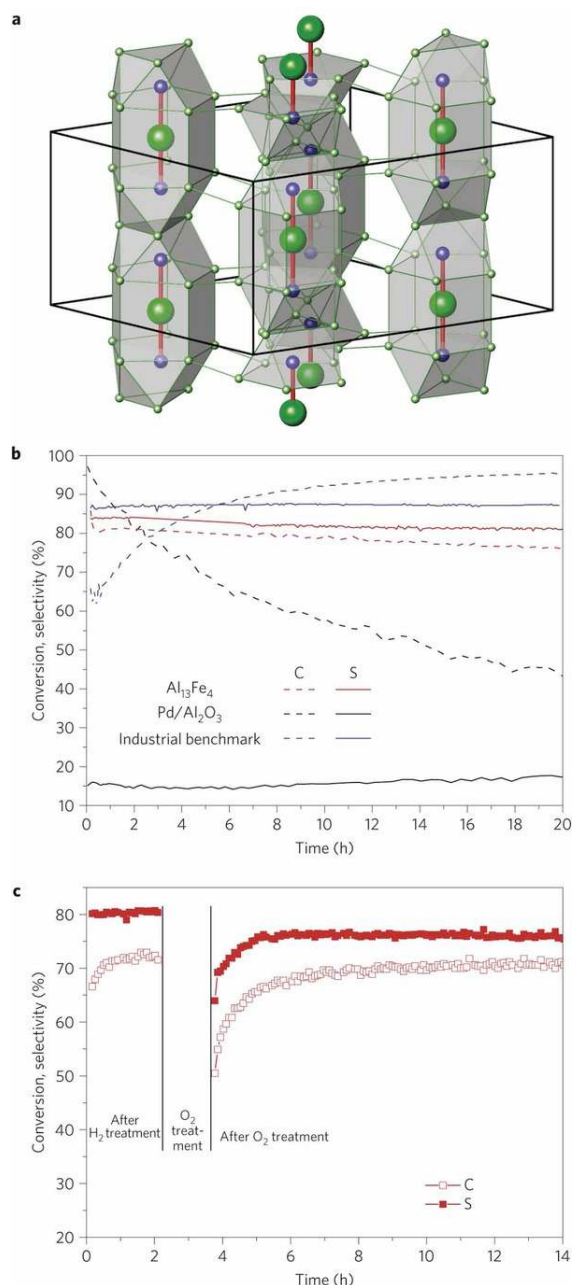 a
b
100
90
80
70
60
50
40
30
20
10
Conversion, selectivity (%)
C S
Al₁₃Fe₄
Pd/Al₂O₃
Industrial benchmark
0 2 4 6 8 10 12 14 16 18 20
Time (h)
c
80
70
60
50
40
30
20
Conversion, selectivity (%)
After
H₂ treatment
O₂
treat-
ment
After O₂ treatment
C
S
0 2 4 6 8 10 12 14
Time (h)